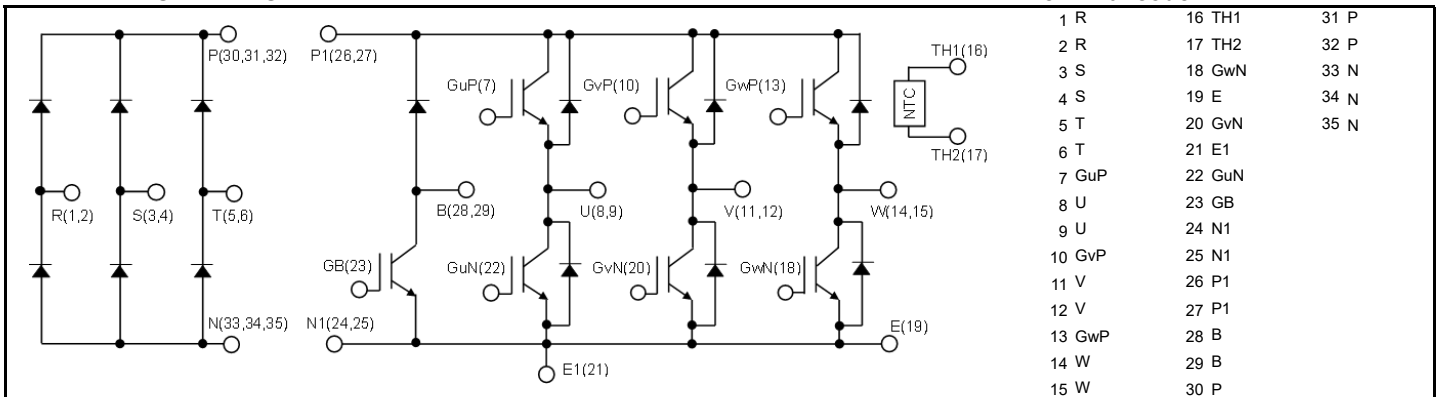 P(30,31,32)
P1(26,27)
GuP(7)
GvP(10)
GwP(13)
TH1(16)
NTC
TH2(17)
R(1,2)
S(3,4)
T(5,6)
B(28,29)
U(8,9)
V(11,12)
W(14,15)
GB(23)
GuN(22)
GvN(20)
GwN(18)
N(33,34,35)
N1(24,25)
E(19)
E1(21)
1 R
2 R
3 S
4 S
5 T
6 T
7 GuP
8 U
9 U
10 GvP
11 V
12 V
13 GwP
14 W
15 W
16 TH1
17 TH2
18 GwN
19 E
20 GvN
21 E1
22 GuN
23 GB
24 N1
25 N1
26 P1
27 P1
28 B
29 B
30 P
31 P
32 P
33 N
34 N
35 N